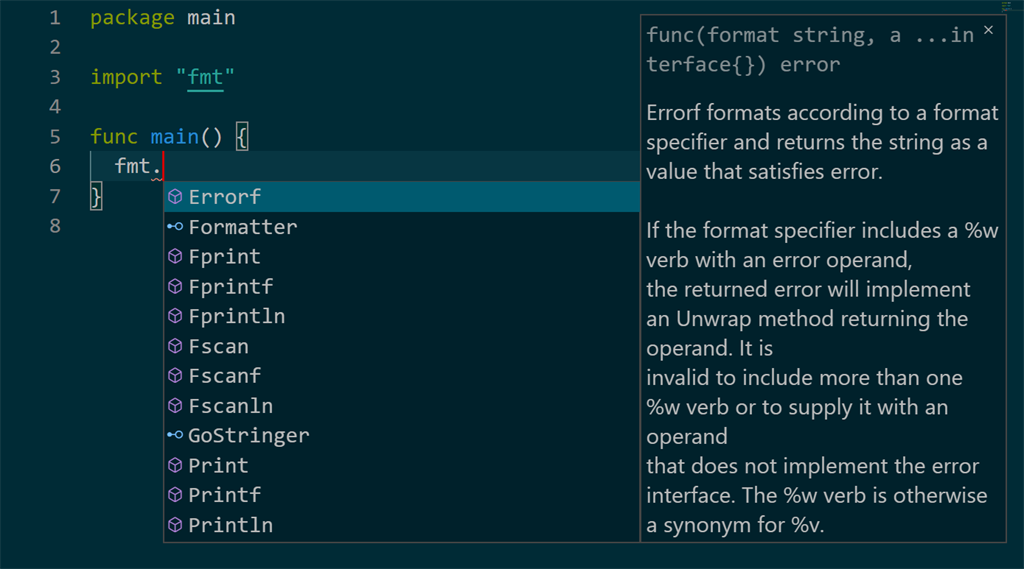 1 package main
2
3 import "fmt"
4
5 func main() {
6 fmt.
7 }
8
Errorf
Formatter
Fprint
Fprintf
Fprintln
Fscan
Fscanf
Fscanln
GoStringer
Print
Printf
Println
func(format string, a ...in
terface{}) error
Errorf formats according to a format
specifier and returns the string as a
value that satisfies error.
If the format specifier includes a %w
verb with an error operand,
the returned error will implement
an Unwrap method returning the
operand. It is
invalid to include more than one
%w verb or to supply it with an
operand
that does not implement the error
interface. The %w verb is otherwise
a synonym for %v.